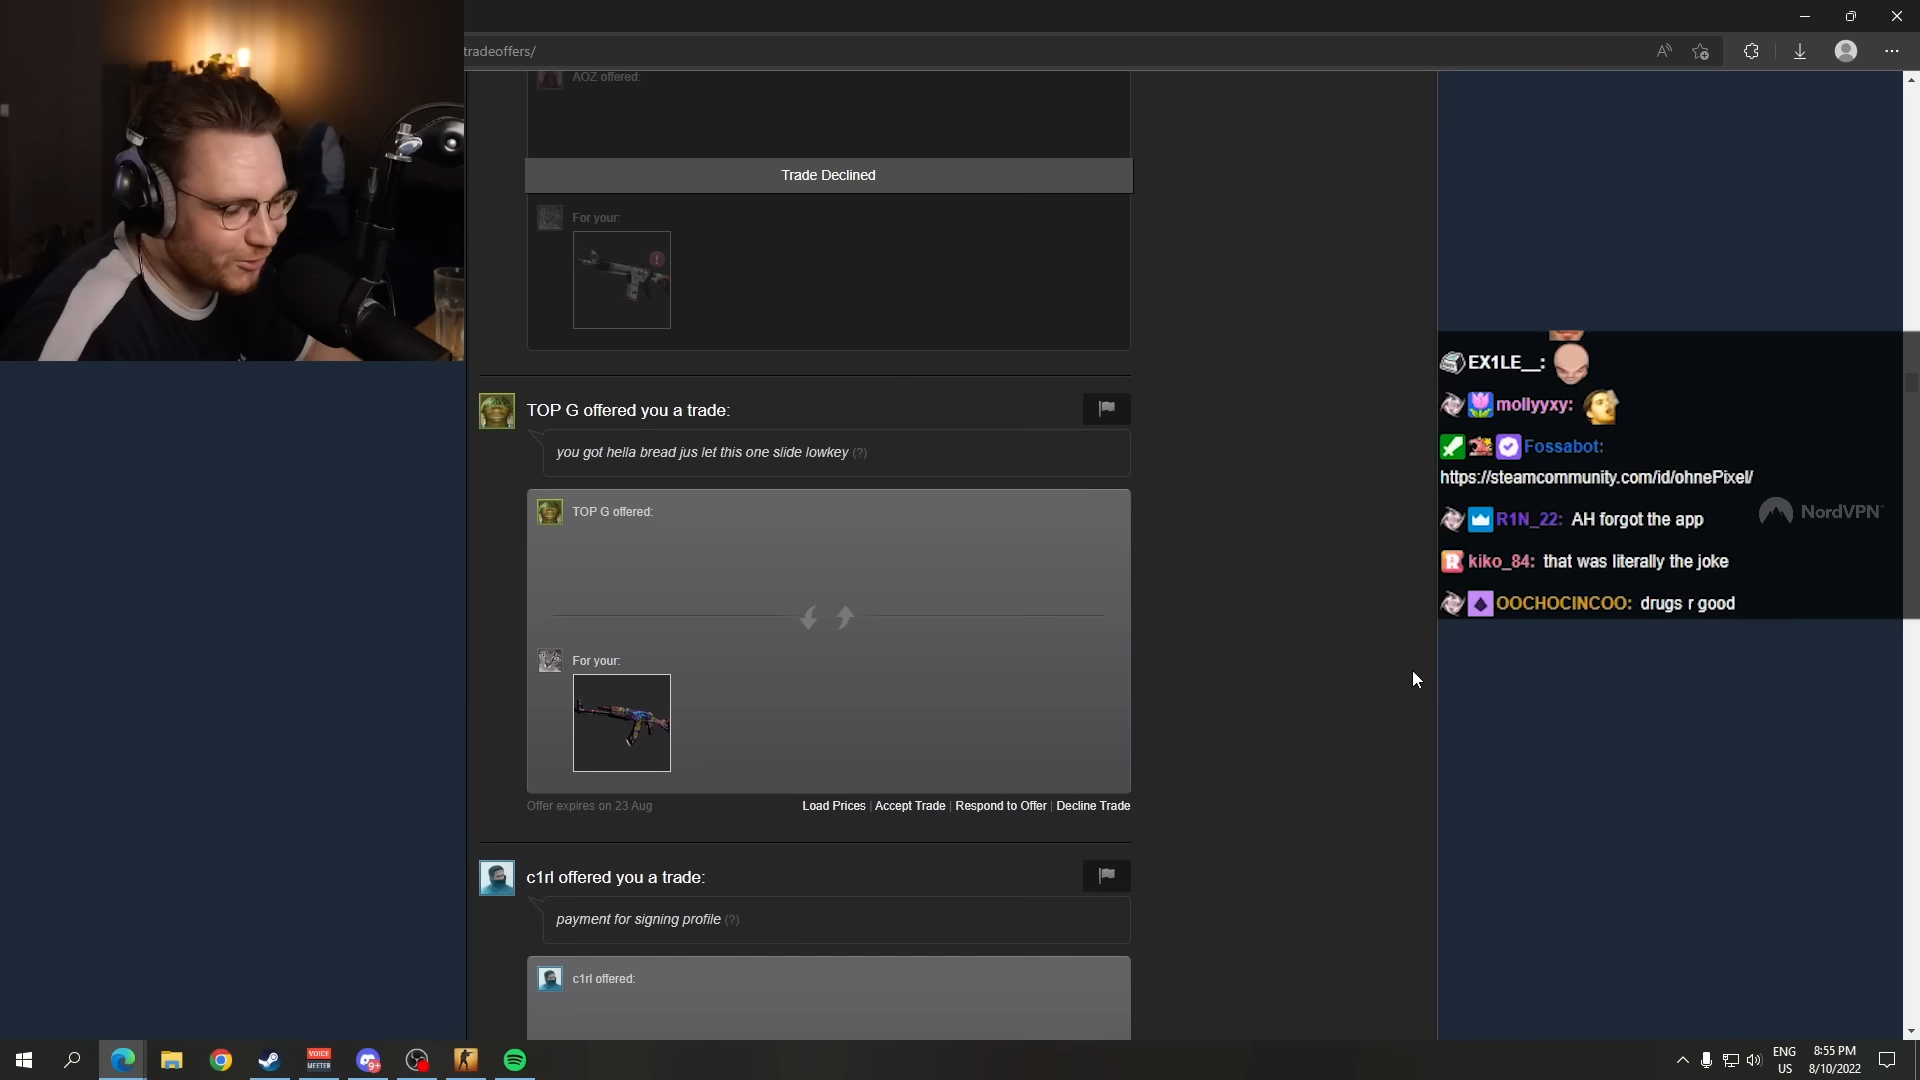 tradeoffers/
AOZ offered:
Trade Declined
For your:
TOP G offered you a trade:
you got hella bread jus let this one slide lowkey (?)
TOP G offered:
For your:
Offer expires on 23 Aug
Load Prices | Accept Trade | Respond to Offer | Decline Trade
c1rl offered you a trade:
payment for signing profile (?)
c1rl offered:
EX1LE__:
mollyyxy:
Fossabot:
https://steamcommunity.com/id/ohnePixel/
R1N_22: AH forgot the app
NordVPN
kiko_84: that was literally the joke
OOCHOCINCOO: drugs r good
VOICE
MEETER
9+
ENG
US
8:55 PM
8/10/2022